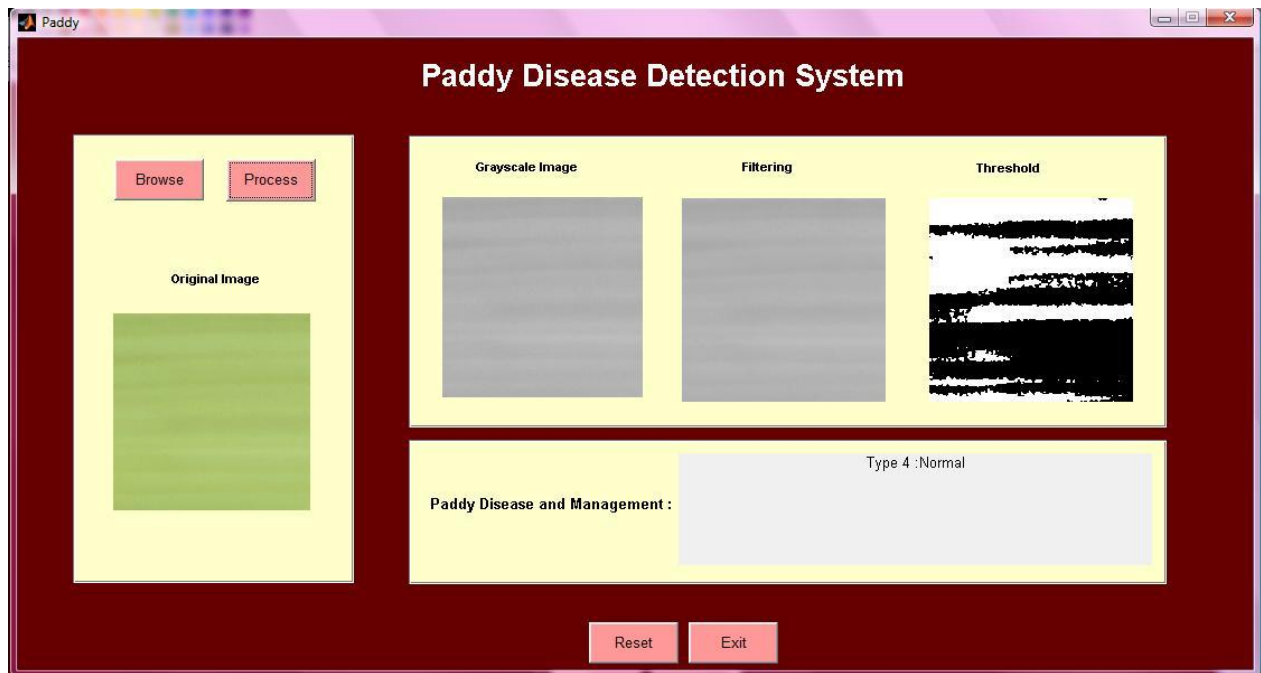 Paddy
Paddy Disease Detection System
Browse
Process
Original Image
Grayscale Image
Filtering
Threshold
Paddy Disease and Management :
Type 4 :Normal
Reset
Exit